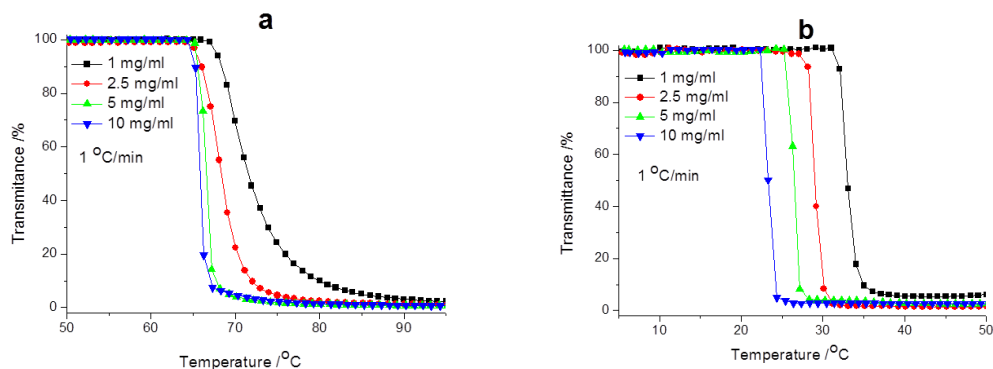 a
100
80
60
40
20
0
Transmittance /%
1 mg/ml
2.5 mg/ml
5 mg/ml
10 mg/ml
1 °C/min
50 60 70 80 90
Temperature /°C
b
100
80
60
40
20
0
Transmittance /%
1 mg/ml
2.5 mg/ml
5 mg/ml
10 mg/ml
1 °C/min
10 20 30 40 50
Temperature /°C